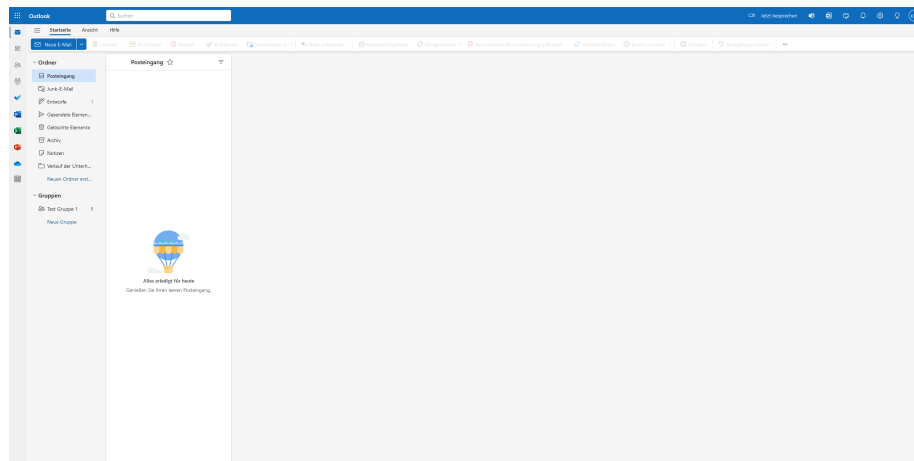 Outlook
Suchen
Jetzt besprechen
Startseite Ansicht Hilfe
Neue E-Mail
Ordner
Posteingang
Junk-E-Mail
Entwürfe 1
Gesendete Elemen...
Gelöschte Elemente
Archiv
Notizen
Verlauf der Unterh...
Neuen Ordner erst...
Gruppen
Test Gruppe 1
Neue Gruppe
Posteingang
Alles erledigt für heute
Genießen Sie Ihren leeren Posteingang.